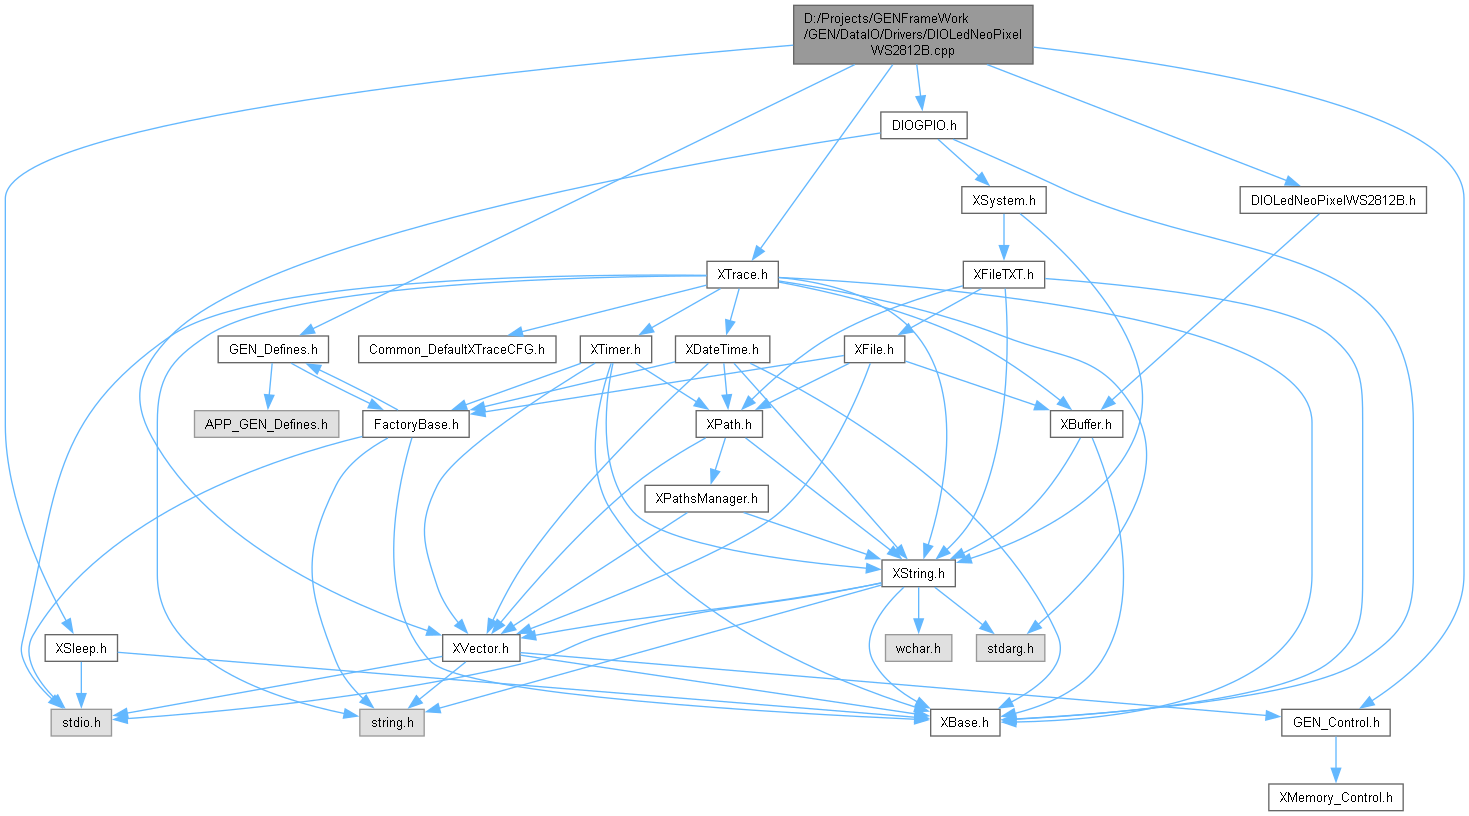 D:/Projects/GENFrameWork
/GEN/DataIO/Drivers/DIOLedNeoPixel
WS2812B.cpp
DIOGPIO.h
XSystem.h
DIOLedNeoPixelWS2812B.h
XTrace.h
XFileTXT.h
GEN_Defines.h
Common_DefaultXTraceCFG.h
XTimer.h
XDateTime.h
XFile.h
APP_GEN_Defines.h
FactoryBase.h
XPath.h
XBuffer.h
XPathsManager.h
XString.h
XSleep.h
XVector.h
wchar.h
stdarg.h
stdio.h
string.h
XBase.h
GEN_Control.h
XMemory_Control.h